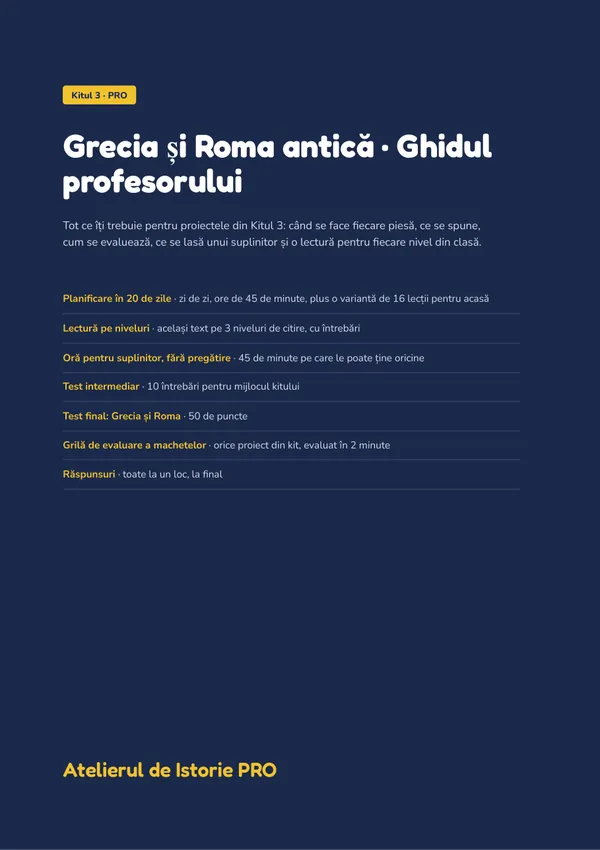 Kitul 3 · PRO
Grecia și Roma antică · Ghidul
profesorului
Tot ce îți trebuie pentru proiectele din Kitul 3: când se face fiecare piesă, ce se spune,
cum se evaluează, ce se lasă unui suplinitor și o lectură pentru fiecare nivel din clasă.
Planificare în 20 de zile · zi de zi, ore de 45 de minute, plus o variantă de 16 lecții pentru acasă
Lectură pe niveluri · același text pe 3 niveluri de citire, cu întrebări
Oră pentru suplinitor, fără pregătire · 45 de minute pe care le poate ține oricine
Test intermediar · 10 întrebări pentru mijlocul kitului
Test final: Grecia și Roma · 50 de puncte
Grilă de evaluare a machetelor · orice proiect din kit, evaluat în 2 minute
Răspunsuri · toate la un loc, la final
Atelierul de Istorie PRO